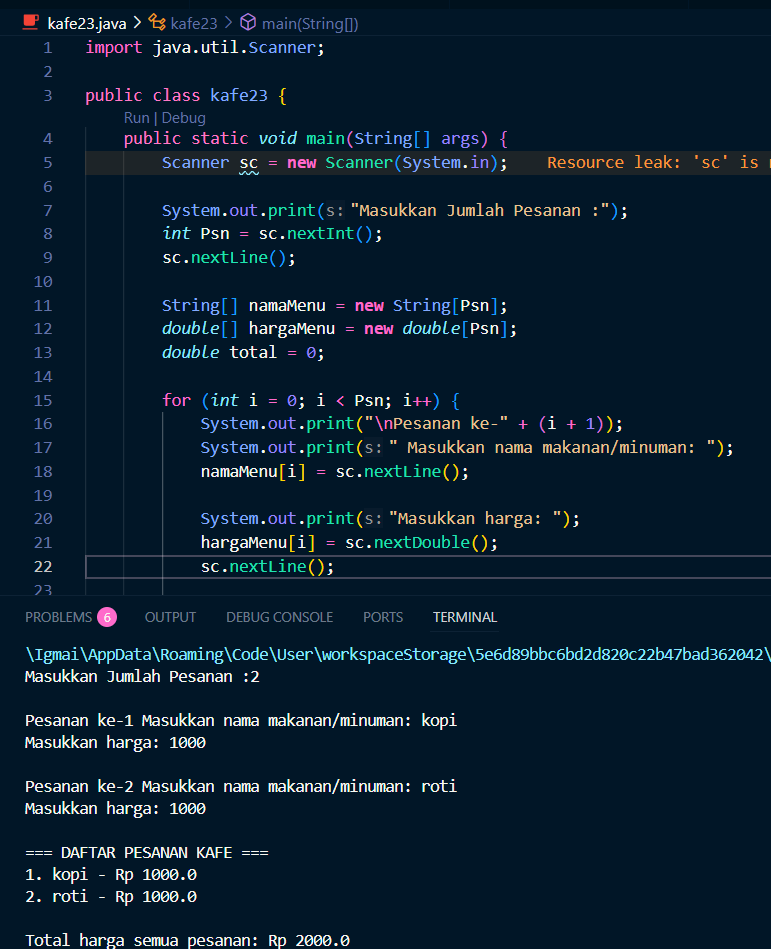 kafe23.java > kafe23 > main(String[])
1 import java.util.Scanner;
2
3 public class kafe23 {
Run | Debug
4 public static void main(String[] args) {
5 Scanner sc = new Scanner(System.in); Resource leak: 'sc' is
6
7 System.out.print(s: "Masukkan Jumlah Pesanan :");
8 int Psn = sc.nextInt();
9 sc.nextLine();
10
11 String[] namaMenu = new String[Psn];
12 double[] hargaMenu = new double[Psn];
13 double total = 0;
14
15 for (int i = 0; i < Psn; i++) {
16 System.out.print("\nPesanan ke-" + (i + 1));
17 System.out.print(s: " Masukkan nama makanan/minuman: ");
18 namaMenu[i] = sc.nextLine();
19
20 System.out.print(s: "Masukkan harga: ");
21 hargaMenu[i] = sc.nextDouble();
22 sc.nextLine();
23
PROBLEMS 6 OUTPUT DEBUG CONSOLE PORTS TERMINAL
\Igmai\AppData\Roaming\Code\User\workspaceStorage\5e6d89bbc6bd2d820c22b47bad362042\
Masukkan Jumlah Pesanan :2
Pesanan ke-1 Masukkan nama makanan/minuman: kopi
Masukkan harga: 1000
Pesanan ke-2 Masukkan nama makanan/minuman: roti
Masukkan harga: 1000
=== DAFTAR PESANAN KAFE ===
1. kopi - Rp 1000.0
2. roti - Rp 1000.0
Total harga semua pesanan: Rp 2000.0